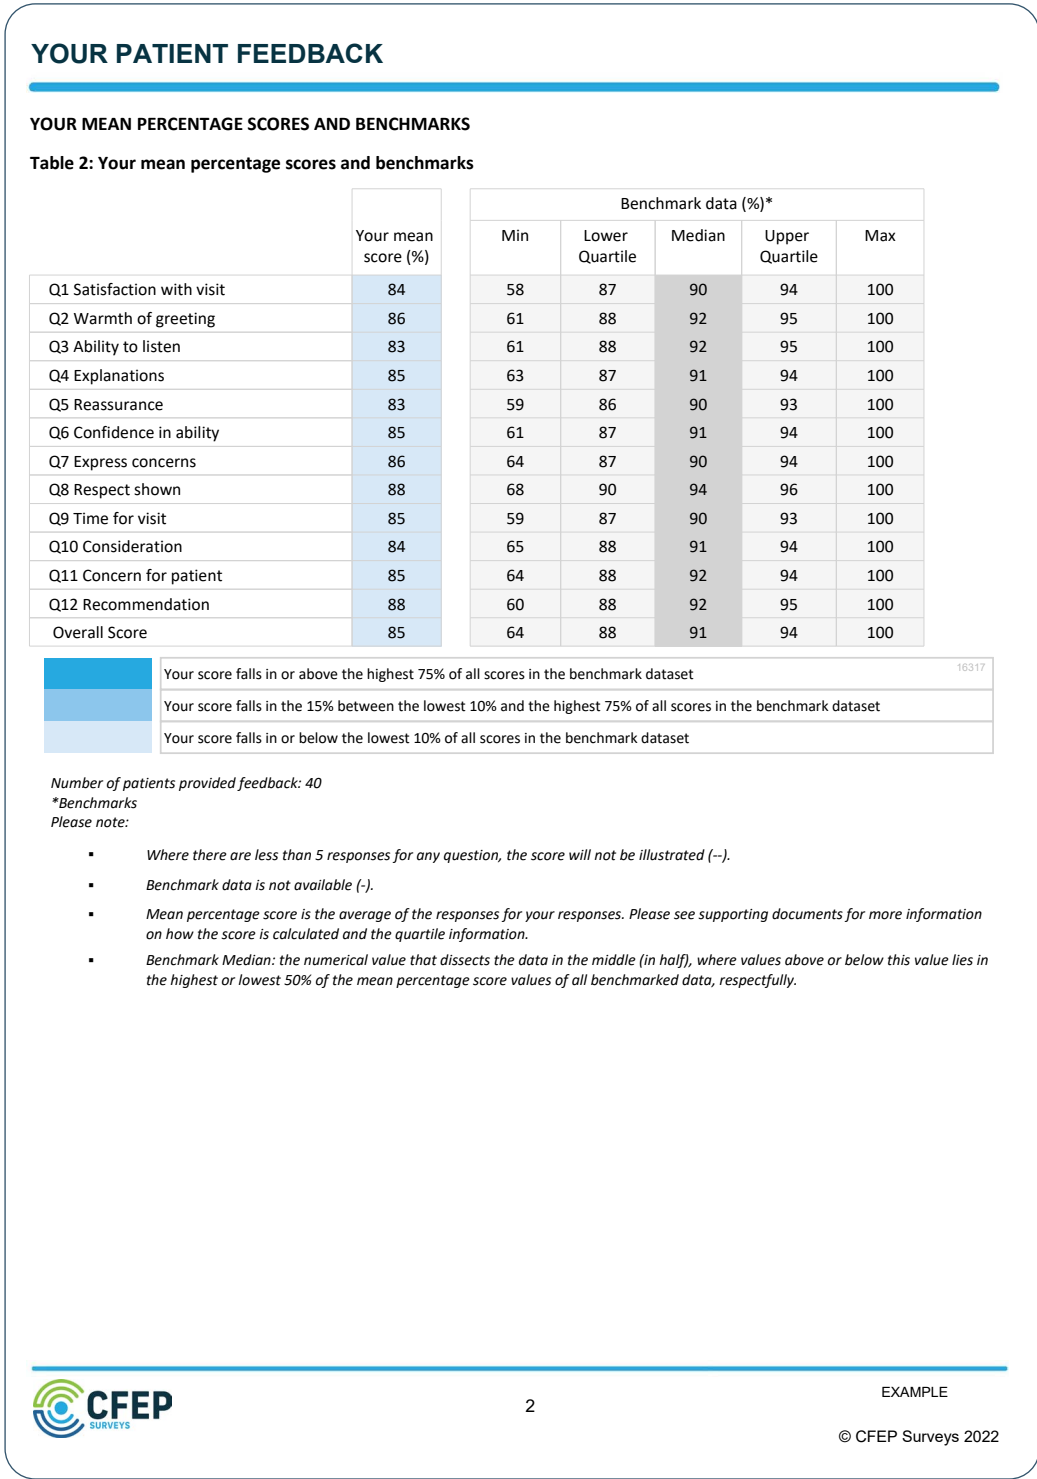 YOUR PATIENT FEEDBACK
YOUR MEAN PERCENTAGE SCORES AND BENCHMARKS
Table 2: Your mean percentage scores and benchmarks
Benchmark data (%)*
Your mean score (%) Min Lower Quartile Median Upper Quartile Max
Q1 Satisfaction with visit 84 58 87 90 94 100
Q2 Warmth of greeting 86 61 88 92 95 100
Q3 Ability to listen 83 61 88 92 95 100
Q4 Explanations 85 63 87 91 94 100
Q5 Reassurance 83 59 86 90 93 100
Q6 Confidence in ability 85 61 87 91 94 100
Q7 Express concerns 86 64 87 90 94 100
Q8 Respect shown 88 68 90 94 96 100
Q9 Time for visit 85 59 87 90 93 100
Q10 Consideration 84 65 88 91 94 100
Q11 Concern for patient 85 64 88 92 94 100
Q12 Recommendation 88 60 88 92 95 100
Overall Score 85 64 88 91 94 100
Your score falls in or above the highest 75% of all scores in the benchmark dataset 16317
Your score falls in the 15% between the lowest 10% and the highest 75% of all scores in the benchmark dataset
Your score falls in or below the lowest 10% of all scores in the benchmark dataset
Number of patients provided feedback: 40
*Benchmarks
Please note:
▪ Where there are less than 5 responses for any question, the score will not be illustrated (--).
▪ Benchmark data is not available (-).
▪ Mean percentage score is the average of the responses for your responses. Please see supporting documents for more information
on how the score is calculated and the quartile information.
▪ Benchmark Median: the numerical value that dissects the data in the middle (in half), where values above or below this value lies in
the highest or lowest 50% of the mean percentage score values of all benchmarked data, respectfully.
CFEP
SURVEYS
2
EXAMPLE
© CFEP Surveys 2022